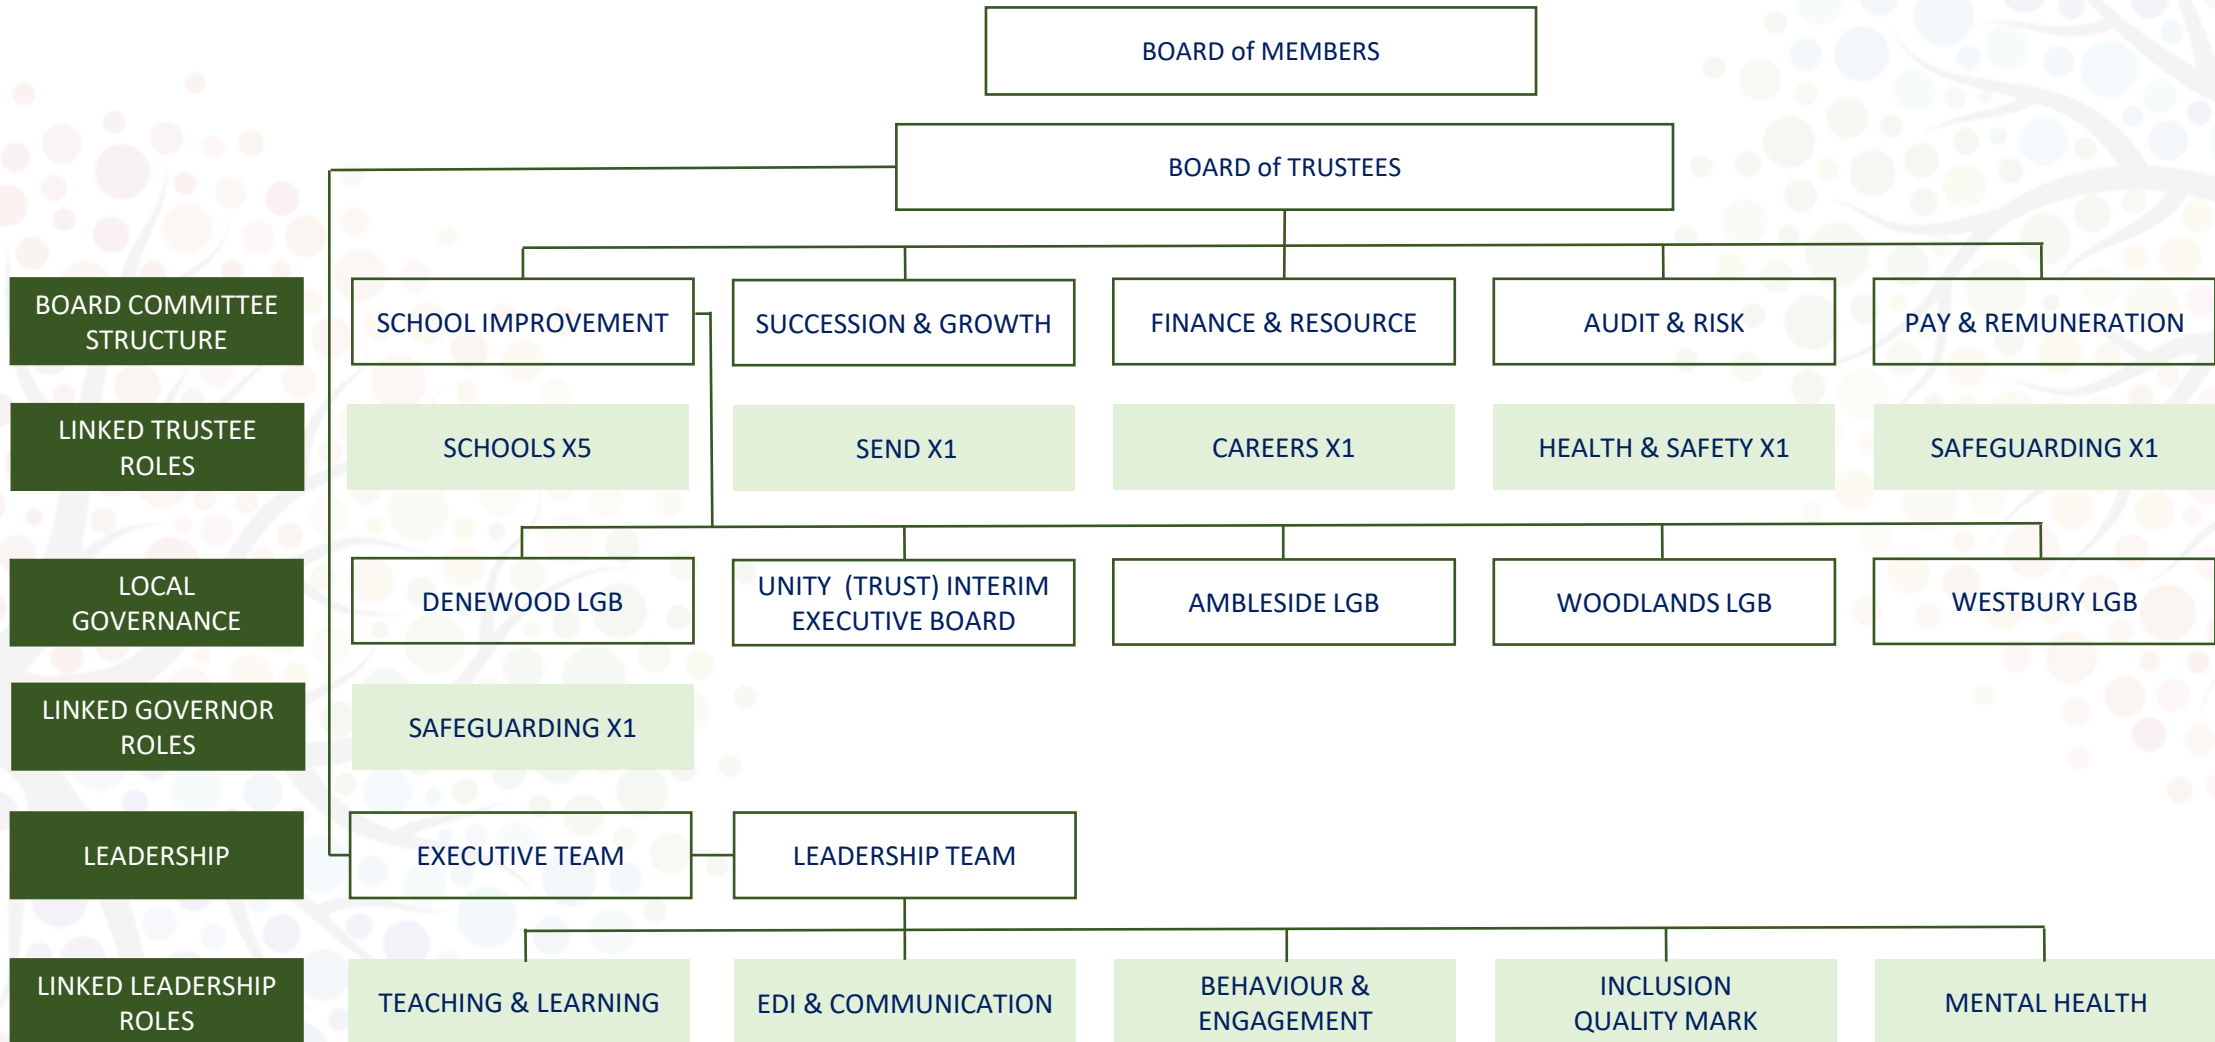 BOARD of MEMBERS
BOARD of TRUSTEES
BOARD COMMITTEE
STRUCTURE
SCHOOL IMPROVEMENT
SUCCESSION & GROWTH
FINANCE & RESOURCE
AUDIT & RISK
PAY & REMUNERATION
LINKED TRUSTEE
ROLES
SCHOOLS X5
SEND X1
CAREERS X1
HEALTH & SAFETY X1
SAFEGUARDING X1
LOCAL
GOVERNANCE
DENEWOOD LGB
UNITY (TRUST) INTERIM
EXECUTIVE BOARD
AMBLESIDE LGB
WOODLANDS LGB
WESTBURY LGB
LINKED GOVERNOR
ROLES
SAFEGUARDING X1
LEADERSHIP
EXECUTIVE TEAM
LEADERSHIP TEAM
LINKED LEADERSHIP
ROLES
TEACHING & LEARNING
EDI & COMMUNICATION
BEHAVIOUR &
ENGAGEMENT
INCLUSION
QUALITY MARK
MENTAL HEALTH